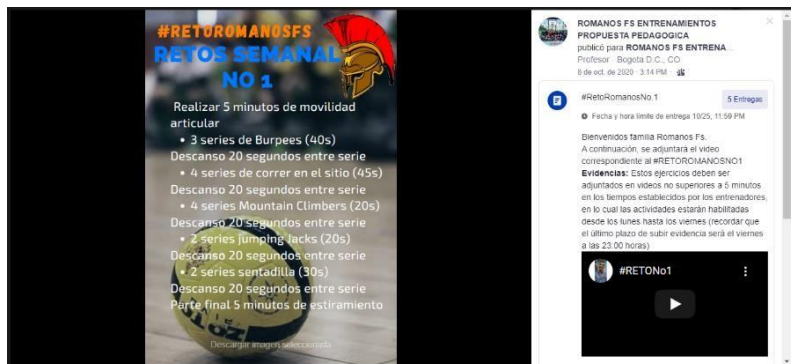 #RETOROMANOSFS
RETOS SEMANAL
NO 1
Realizar 5 minutos de movilidad
articular
• 3 series de Burpees (40s)
Descanso 20 segundos entre serie
• 4 series de correr en el sitio (45s)
Descanso 20 segundos entre serie
• 4 series Mountain Climbers (20s)
Descanso 20 segundos entre serie
• 2 series jumping Jacks (20s)
Descanso 20 segundos entre serie
• 2 series sentadilla (30s)
Descanso 20 segundos entre serie
Parte final 5 minutos de estiramiento
Descargar imagen seleccionada
ROMANOS FS ENTRENAMIENTOS
PROPUESTA PEDAGOGICA
publicó para ROMANOS FS ENTRENA...
Profesor · Bogota D.C., CO
8 de oct. de 2020 · 3:14 PM ·
#RetoRomanosNo.1
5 Entregas
Fecha y hora límite de entrega 10/25, 11:59 PM
Bienvenidos familia Romanos Fs.
A continuación, se adjuntará el video
correspondiente al #RETOROMANOSNO1
Evidencias: Estos ejercicios deben ser
adjuntados en videos no superiores a 5 minutos
en los tiempos establecidos por los entrenadores,
en lo cual las actividades estarán habilitadas
desde los lunes hasta los viernes (recordar que
el último plazo de subir evidencia será el viernes
a las 23:00 horas)
#RETONo1